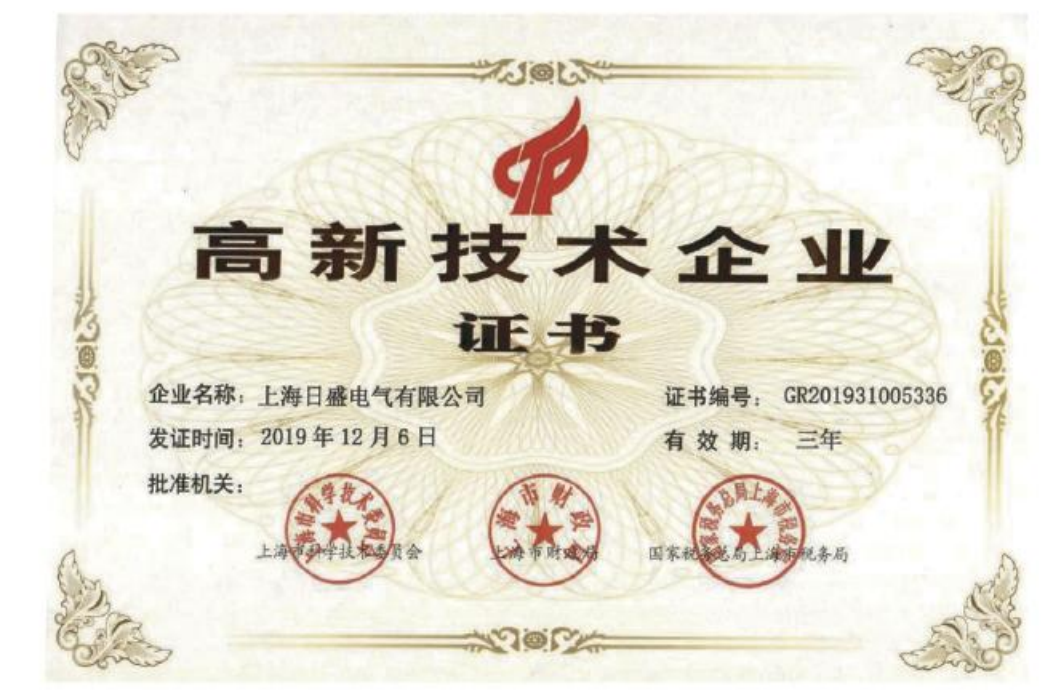 高新技术企业
证书
企业名称：上海日盛电气有限公司
证书编号：GR201931005336
发证时间：2019年12月6日
有效期：三年
批准机关：
上海市科学技术委员会
上海市财政局
国家税务总局上海市税务局